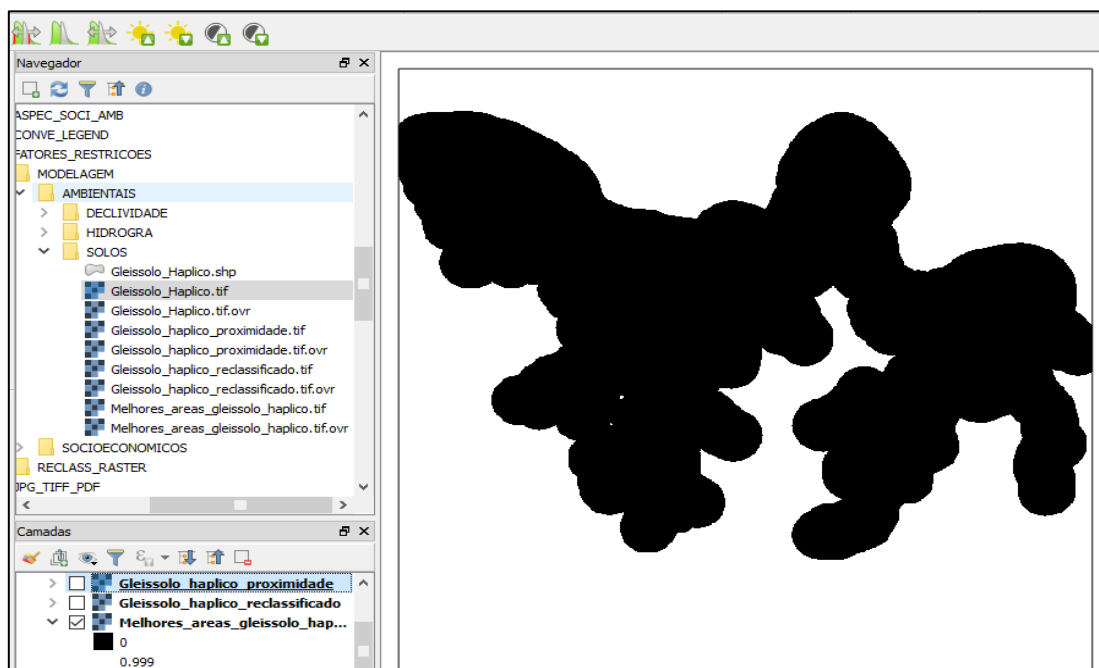 Navegador
ASPEC_SOCI_AMB
CONVE_LEGEND
FATORES_RESTRICOES
MODELAGEM
AMBIENTAIS
DECLIVIDADE
HIDROGRA
SOLOS
Gleissolo_Haplico.shp
Gleissolo_Haplico.tif
Gleissolo_Haplico.tif.ovr
Gleissolo_haplico_proximidade.tif
Gleissolo_haplico_proximidade.tif.ovr
Gleissolo_haplico_reclassificado.tif
Gleissolo_haplico_reclassificado.tif.ovr
Melhores_areas_gleissolo_haplico.tif
Melhores_areas_gleissolo_haplico.tif.ovr
SOCIOECONOMICOS
RECLASS_RASTER
JPG_TIFF_PDF
Camadas
Gleissolo_haplico_proximidade
Gleissolo_haplico_reclassificado
Melhores_areas_gleissolo_hap...
0
0.999